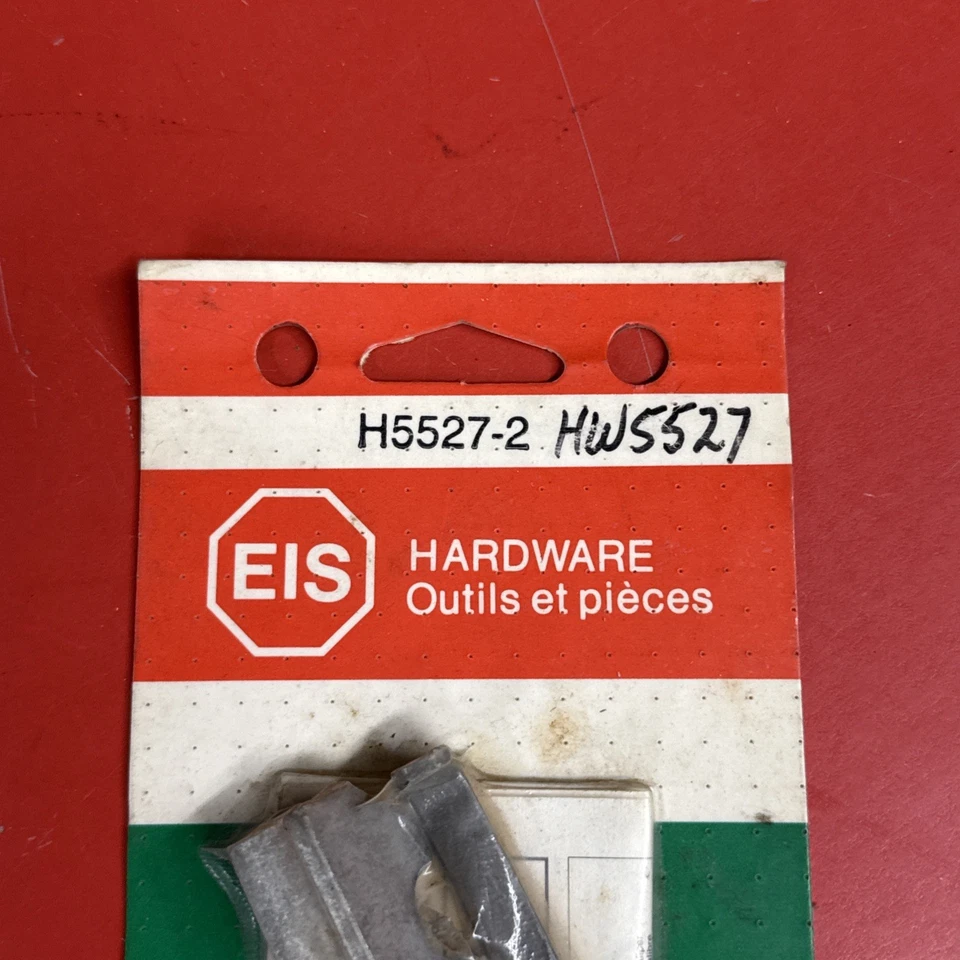 H5527-2 HW5527
EIS
HARDWARE
Outils et pièces